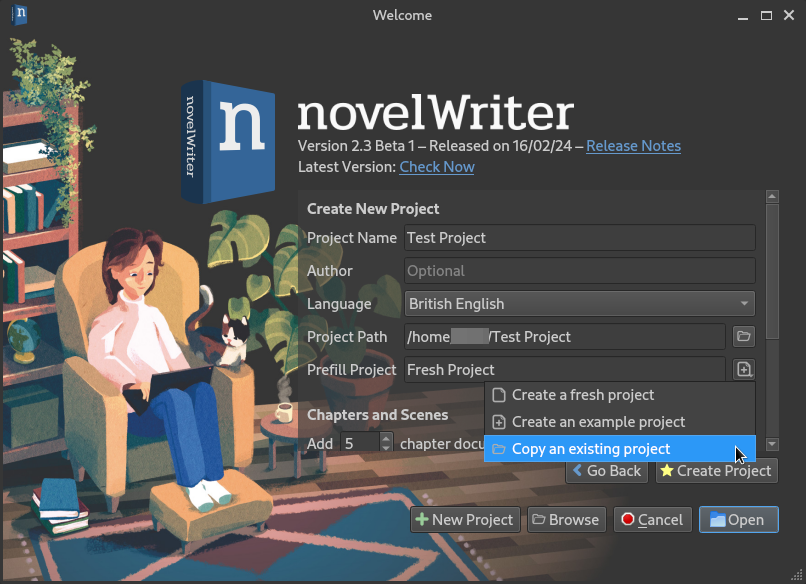 n
Welcome
novelWriter
n
novelWriter
Version 2.3 Beta 1 – Released on 16/02/24 – Release Notes
Latest Version: Check Now
Create New Project
Project Name Test Project
Author Optional
Language British English
Project Path /home /Test Project
Prefill Project Fresh Project
Create a fresh project
Chapters and Scenes
Create an example project
Add 5 chapter docu
Copy an existing project
Go Back Create Project
New Project Browse Cancel Open